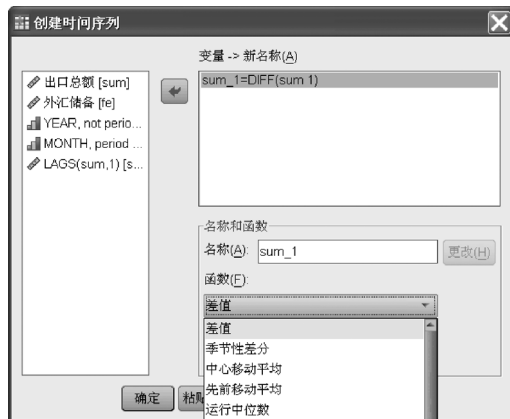 创建时间序列
变量 -> 新名称(A)
出口总额 [sum]
外汇储备 [fe]
YEAR, not perio...
MONTH, period ...
LAGS(sum,1) [s...
sum_1=DIFF(sum 1)
名称和函数
名称(A): sum_1 更改(H)
函数(F):
差值
差值
季节性差分
中心移动平均
先前移动平均
运行中位数
确定 粘贴